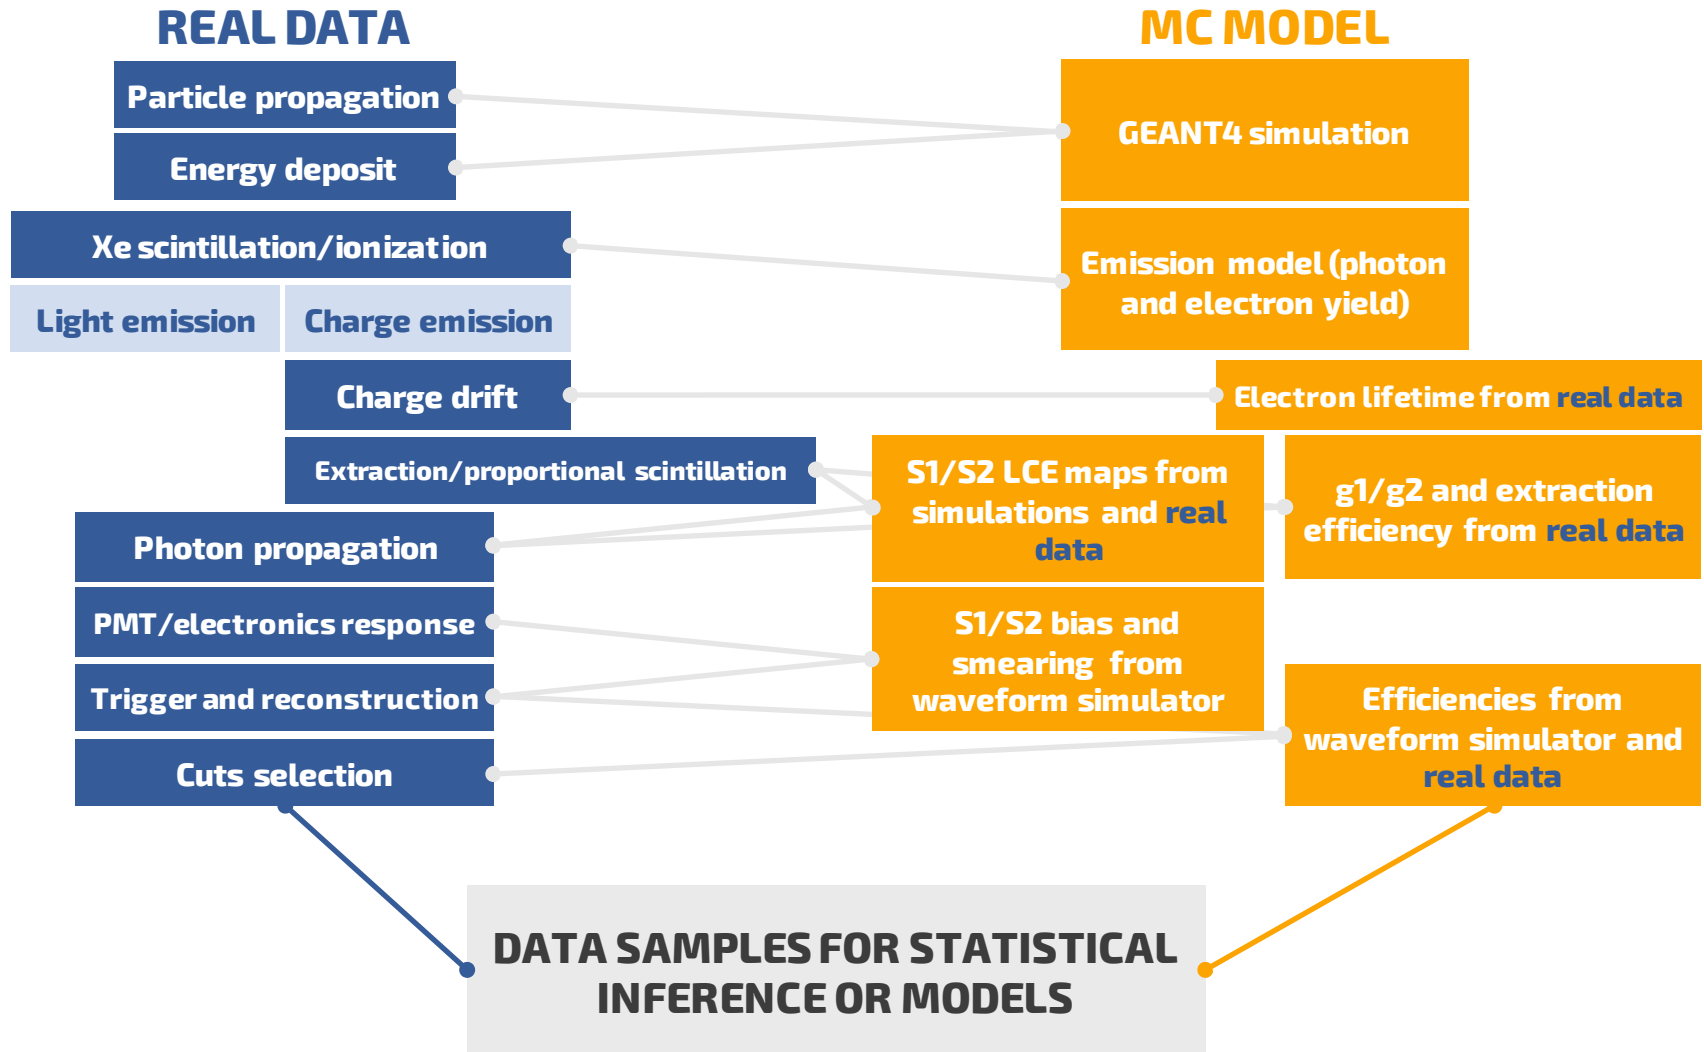 REAL DATA
MC MODEL
Particle propagation
Energy deposit
GEANT4 simulation
Xe scintillation/ionization
Light emission
Charge emission
Emission model (photon
and electron yield)
Charge drift
Electron lifetime from real data
Extraction/proportional scintillation
S1/S2 LCE maps from
simulations and real
data
g1/g2 and extraction
efficiency from real data
Photon propagation
PMT/electronics response
Trigger and reconstruction
S1/S2 bias and
smearing from
waveform simulator
Cuts selection
Efficiencies from
waveform simulator and
real data
DATA SAMPLES FOR STATISTICAL
INFERENCE OR MODELS